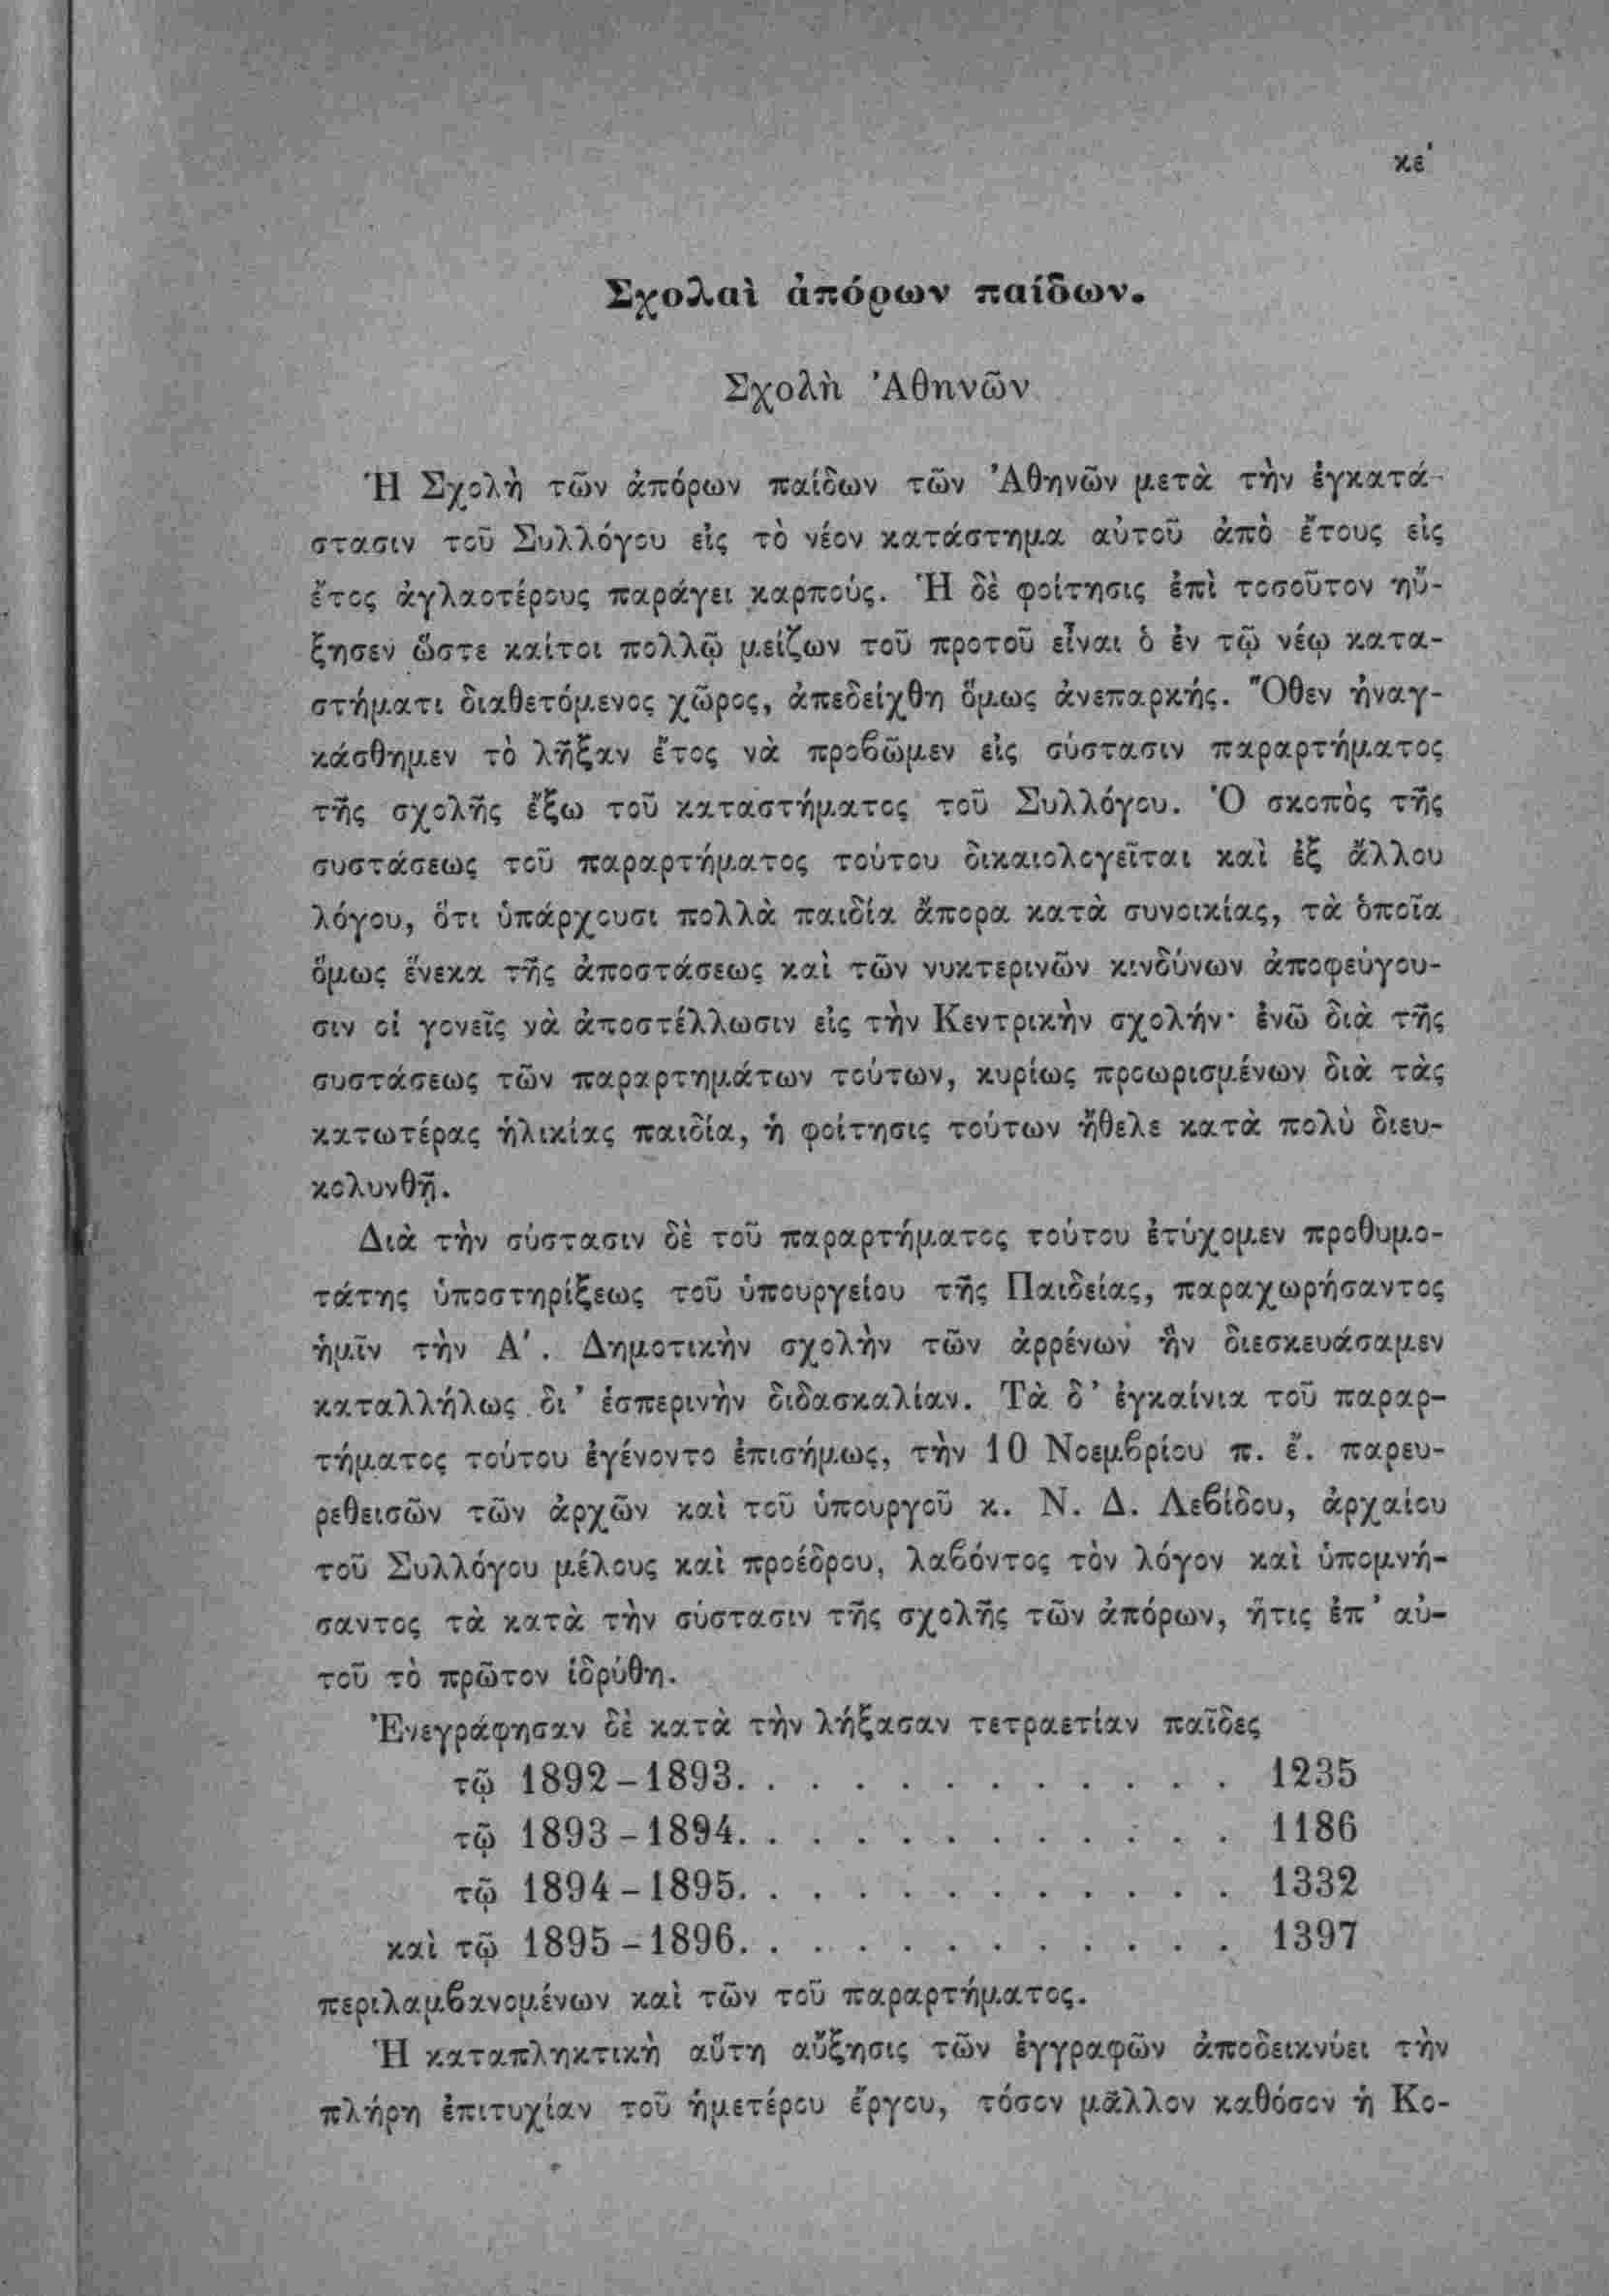 κε'
Σχολαὶ ἀπόρων παίδων.
Σχολὴ Ἀθηνῶν
Ἡ Σχολὴ τῶν ἀπόρων παίδων τῶν Ἀθηνῶν μετὰ τὴν ἐγκατά-
στασιν τοῦ Συλλόγου εἰς τὸ νέον κατάστημα αὐτοῦ ἀπὸ ἔτους εἰς
ἔτος ἀγλαοτέρους παράγει καρπούς. Ἡ δὲ φοίτησις ἐπὶ τοσοῦτον ηὔ-
ξησεν ὥστε καίτοι πολλῷ μείζων τοῦ προτοῦ εἶναι ὁ ἐν τῷ νέῳ κατα-
στήματι διαθετόμενος χῶρος, ἀπεδείχθη ὅμως ἀνεπαρκής. Ὅθεν ἠναγ-
κάσθημεν τὸ λῆξαν ἔτος νὰ προβῶμεν εἰς σύστασιν παραρτήματος
τῆς σχολῆς ἔξω τοῦ καταστήματος τοῦ Συλλόγου. Ὁ σκοπὸς τῆς
συστάσεως τοῦ παραρτήματος τούτου δικαιολογεῖται καὶ ἐξ ἄλλου
λόγου, ὅτι ὑπάρχουσι πολλὰ παιδία ἄπορα κατὰ συνοικίας, τὰ ὁποῖα
ὅμως ἕνεκα τῆς ἀποστάσεως καὶ τῶν νυκτερινῶν κινδύνων ἀποφεύγου-
σιν οἱ γονεῖς νὰ ἀποστέλλωσιν εἰς τὴν Κεντρικὴν σχολήν· ἐνῶ διὰ τῆς
συστάσεως τῶν παραρτημάτων τούτων, κυρίως προωρισμένων διὰ τὰς
κατωτέρας ἡλικίας παιδία, ἡ φοίτησις τούτων ἤθελε κατὰ πολὺ διευ-
κολυνθῇ.
Διὰ τὴν σύστασιν δὲ τοῦ παραρτήματος τούτου ἐτύχομεν προθυμο-
τάτης ὑποστηρίξεως τοῦ ὑπουργείου τῆς Παιδείας, παραχωρήσαντος
ἡμῖν τὴν Α'. Δημοτικὴν σχολὴν τῶν ἀρρένων ἣν διεσκευάσαμεν
καταλλήλως δι' ἑσπερινὴν διδασκαλίαν. Τὰ δ' ἐγκαίνια τοῦ παραρ-
τήματος τούτου ἐγένοντο ἐπισήμως, τὴν 10 Νοεμβρίου π. ἔ. παρευ-
ρεθεισῶν τῶν ἀρχῶν καὶ τοῦ ὑπουργοῦ κ. Ν. Δ. Λεβίδου, ἀρχαίου
τοῦ Συλλόγου μέλους καὶ προέδρου, λαβόντος τὸν λόγον καὶ ὑπομνή-
σαντος τὰ κατὰ τὴν σύστασιν τῆς σχολῆς τῶν ἀπόρων, ἥτις ἐπ' αὐ-
τοῦ τὸ πρῶτον ἱδρύθη.
Ἐνεγράφησαν δὲ κατὰ τὴν λήξασαν τετραετίαν παῖδες
τῷ 1892-1893. . . . . . . . . . . . 1235
τῷ 1893-1894. . . . . . . . . . . . 1186
τῷ 1894-1895. . . . . . . . . . . . 1332
καὶ τῷ 1895-1896. . . . . . . . . . . . 1397
περιλαμβανομένων καὶ τῶν τοῦ παραρτήματος.
Ἡ καταπληκτικὴ αὕτη αὔξησις τῶν ἐγγραφῶν ἀποδεικνύει τὴν
πλήρη ἐπιτυχίαν τοῦ ἡμετέρου ἔργου, τόσον μᾶλλον καθόσον ἡ Κο-